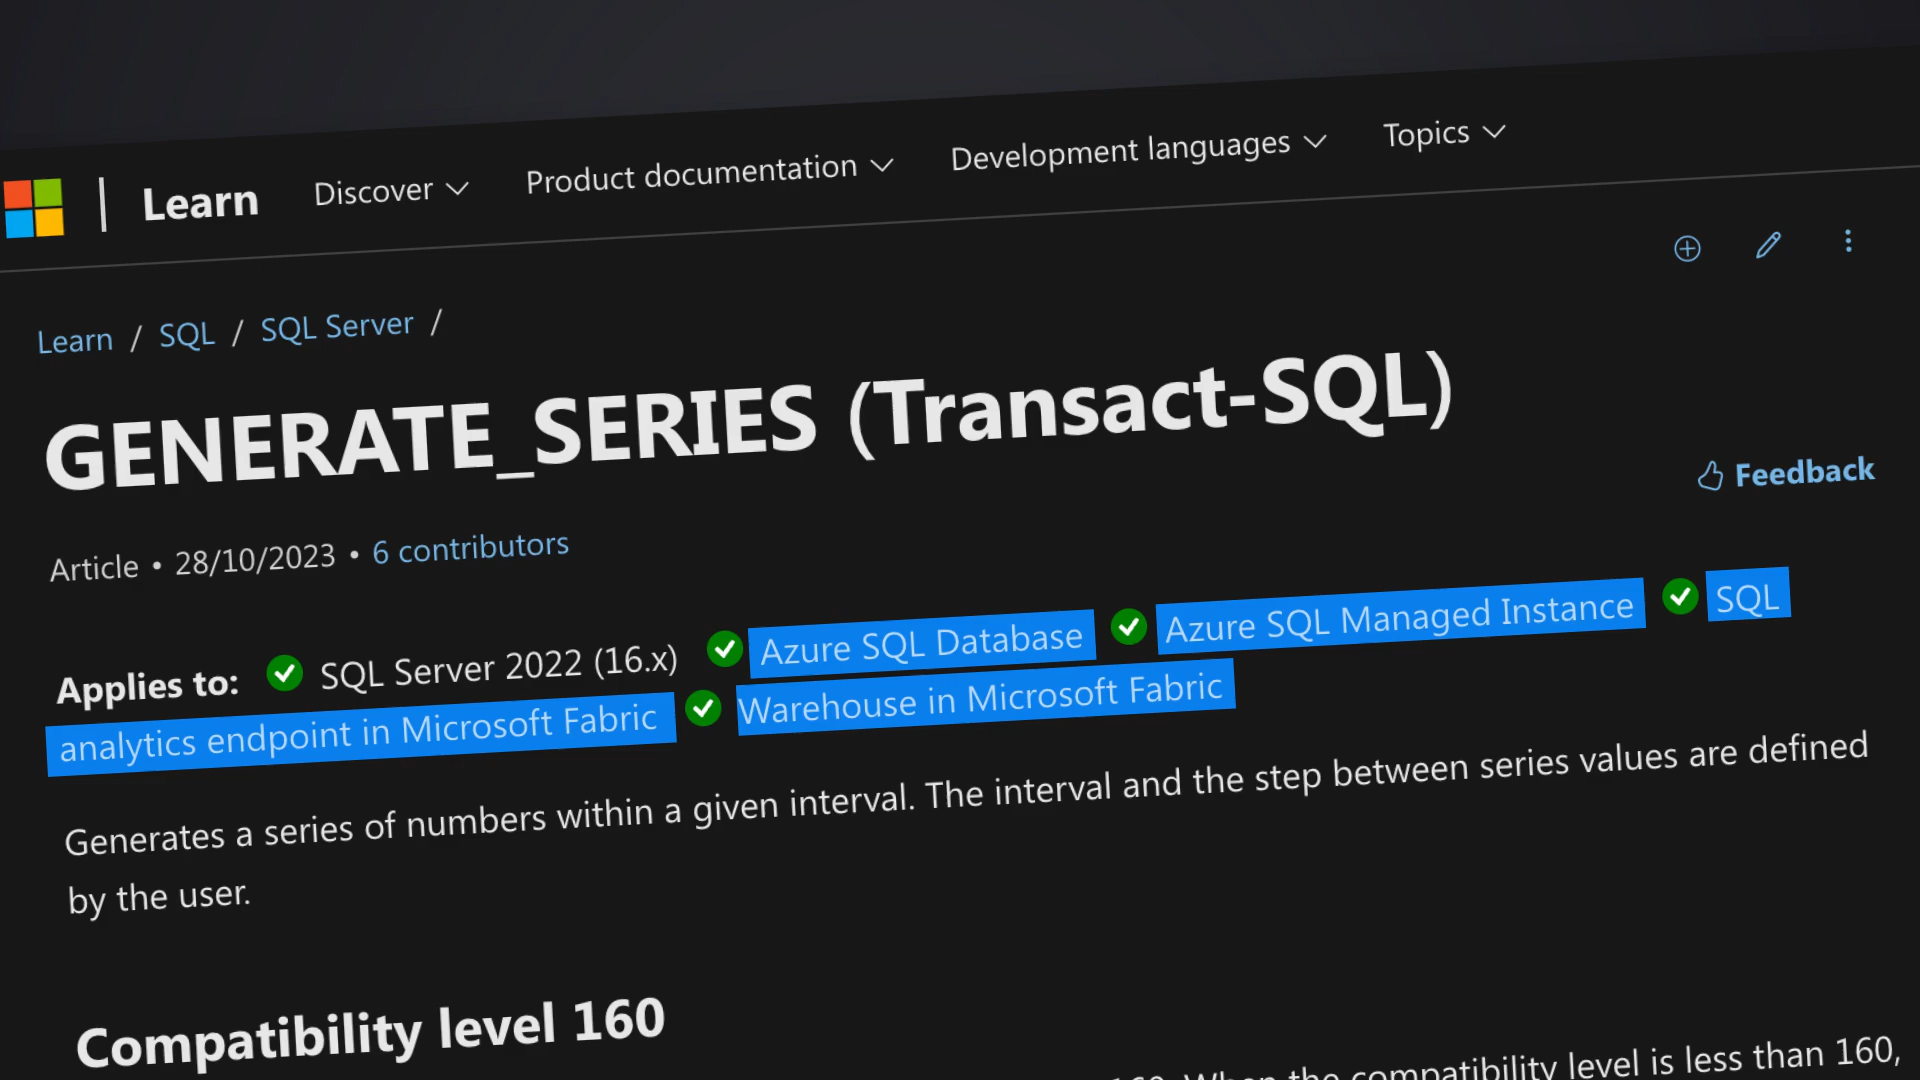 Learn Discover Product documentation Development languages Topics
Learn / SQL / SQL Server /
GENERATE_SERIES (Transact-SQL)
Feedback
Article • 28/10/2023 • 6 contributors
Applies to: SQL Server 2022 (16.x) Azure SQL Database Azure SQL Managed Instance SQL
analytics endpoint in Microsoft Fabric Warehouse in Microsoft Fabric
Generates a series of numbers within a given interval. The interval and the step between series values are defined
by the user.
Compatibility level 160
When the compatibility level is less than 160,